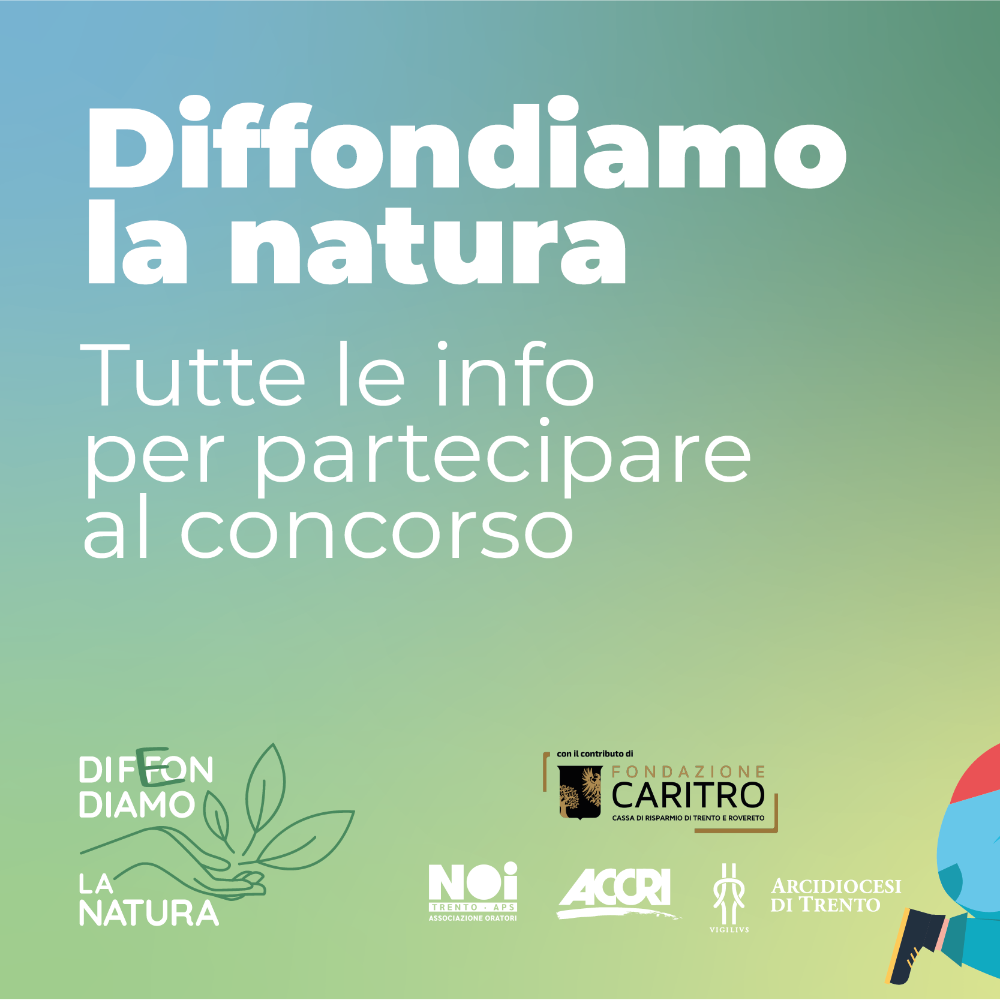 Diffondiamo
la natura
Tutte le info
per partecipare
al concorso
DIFFON
E
DIAMO
LA
NATURA
con il contributo di
FONDAZIONE
CARITRO
CASSA DI RISPARMIO DI TRENTO E ROVERETO
NOi
TRENTO · APS
ASSOCIAZIONE ORATORI
ACCRI
VIGILIVS
ARCIDIOCESI
DI TRENTO